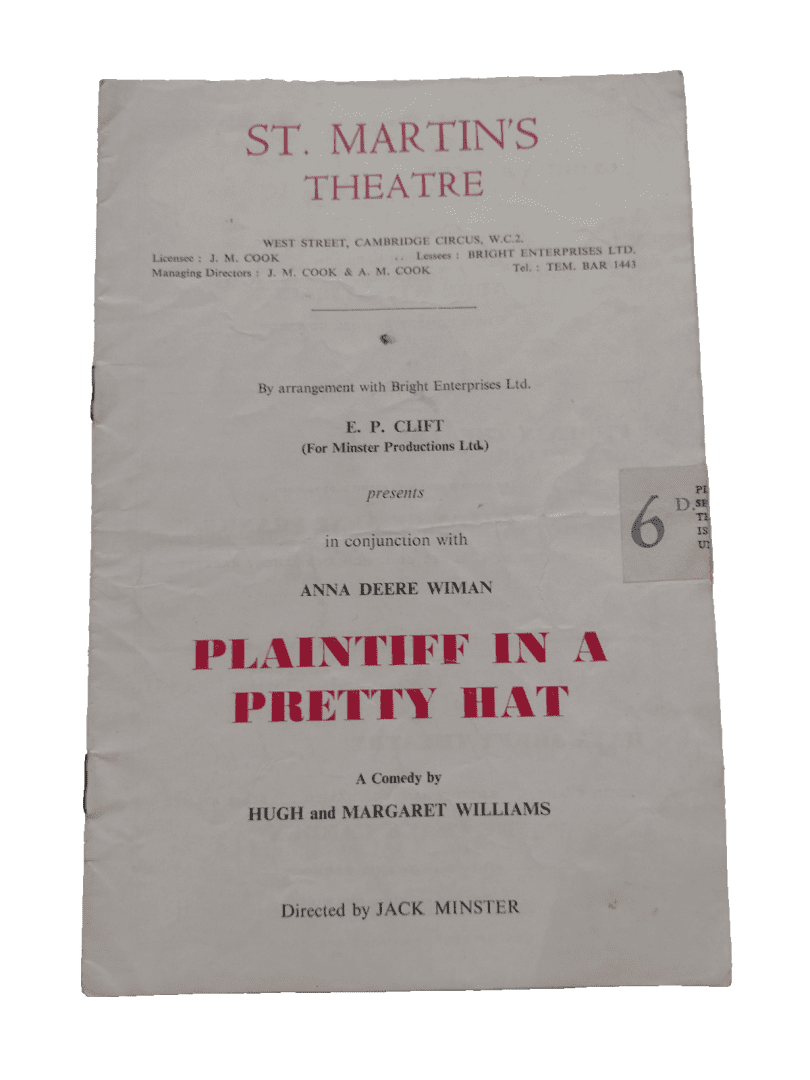 ST. MARTIN'S
THEATRE
WEST STREET, CAMBRIDGE CIRCUS, W.C.2.
Licensee : J. M. COOK Lessees : BRIGHT ENTERPRISES LTD.
Managing Directors : J. M. COOK & A. M. COOK Tel. : TEM. BAR 1443
By arrangement with Bright Enterprises Ltd.
E. P. CLIFT
(For Minster Productions Ltd.)
presents
6 D.
in conjunction with
ANNA DEERE WIMAN
PLAINTIFF IN A
PRETTY HAT
A Comedy by
HUGH and MARGARET WILLIAMS
Directed by JACK MINSTER